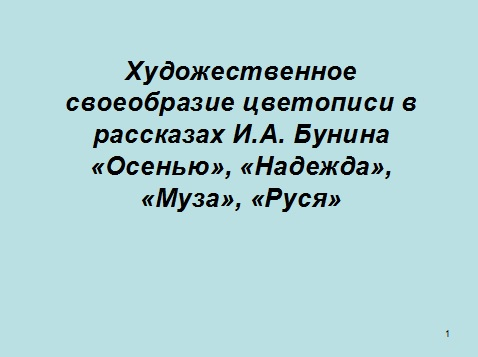 Художественное
своеобразие цветописи в
рассказах И.А. Бунина
«Осенью», «Надежда»,
«Муза», «Руся»
1